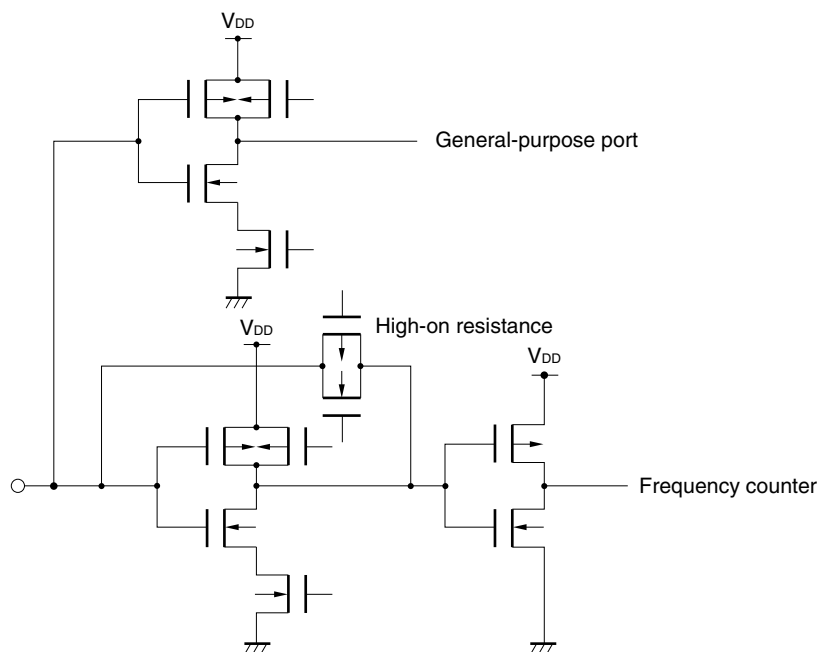 VDD
General-purpose port
High-on resistance
VDD
VDD
Frequency counter